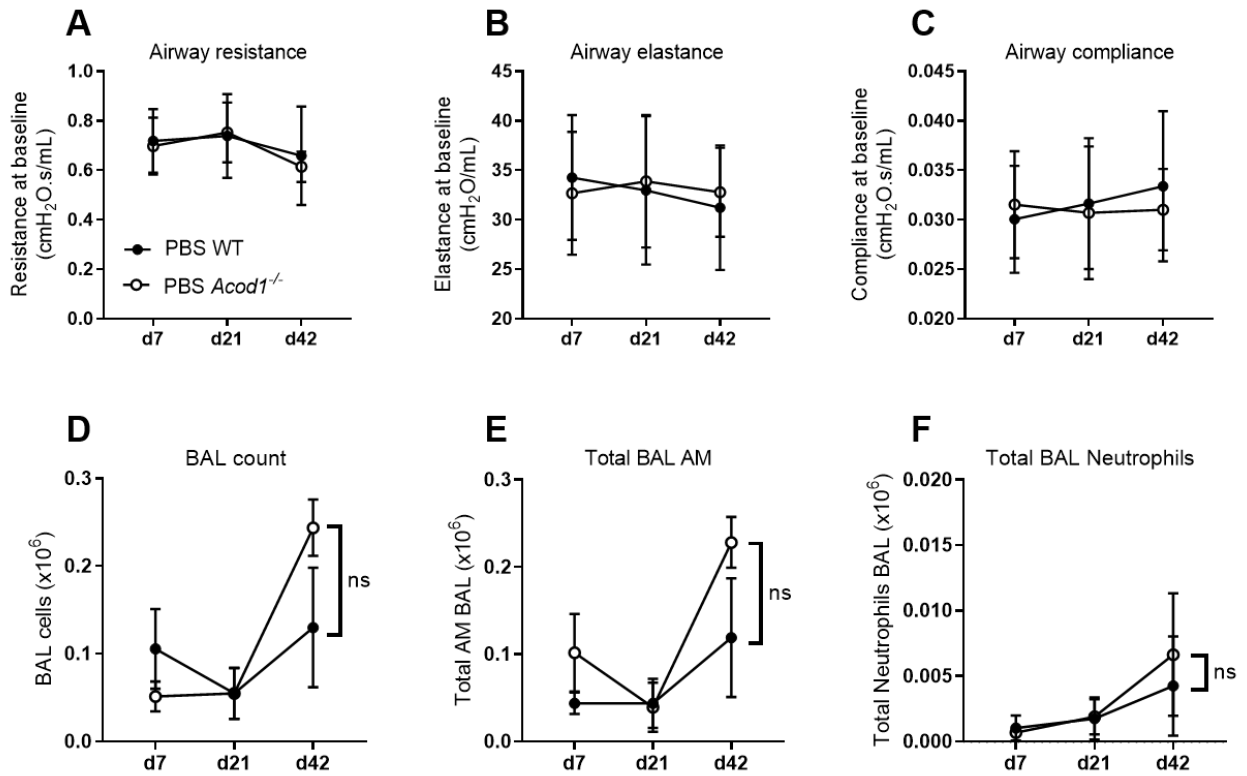 A
Airway resistance
Resistance at baseline
(cmH₂O.s/mL)
1.0
0.8
0.6
0.4
0.2
0.0
PBS WT
PBS Acod1⁻/⁻
d7 d21 d42
B
Airway elastance
Elastance at baseline
(cmH₂O/mL)
45
40
35
30
25
20
d7 d21 d42
C
Airway compliance
Compliance at baseline
(cmH₂O.s/mL)
0.045
0.040
0.035
0.030
0.025
0.020
d7 d21 d42
D
BAL count
BAL cells (x10⁶)
0.3
0.2
0.1
0.0
ns
d7 d21 d42
E
Total BAL AM
Total AM BAL (x10⁶)
0.3
0.2
0.1
0.0
ns
d7 d21 d42
F
Total BAL Neutrophils
Total Neutrophils BAL (x10⁶)
0.020
0.015
0.010
0.005
0.000
ns
d7 d21 d42